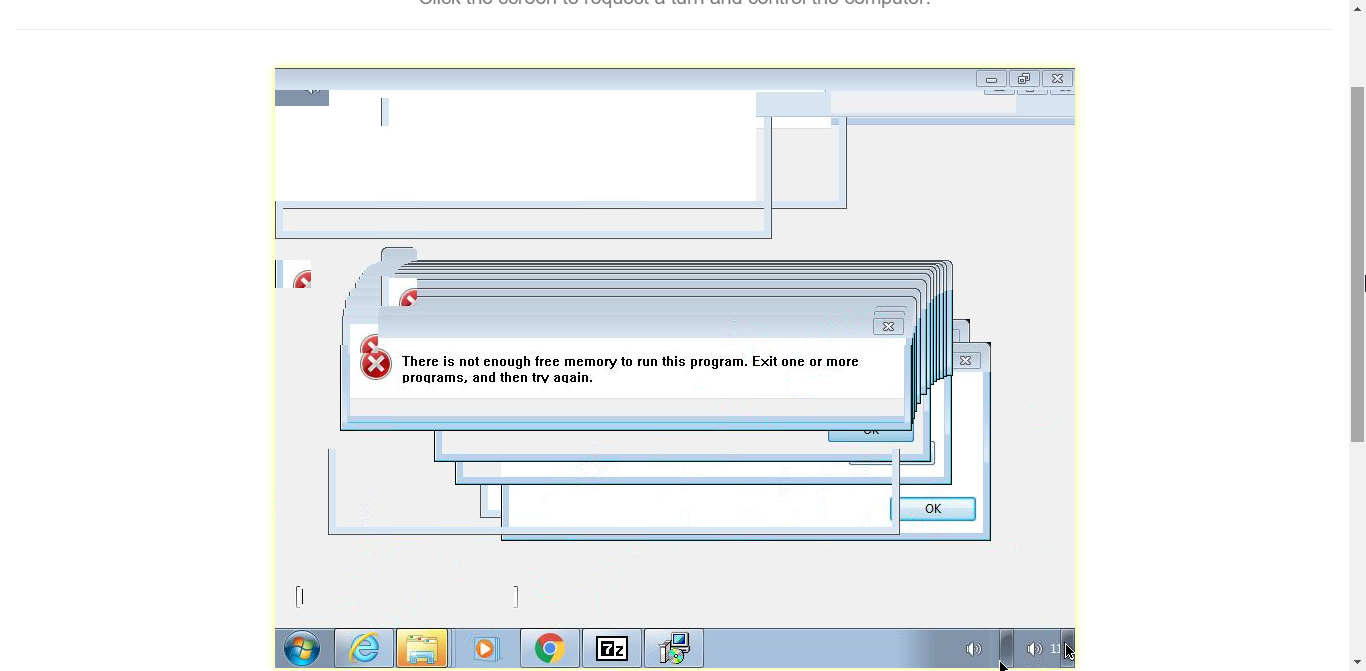 Click the screen to request a turn and control the computer.
There is not enough free memory to run this program. Exit one or more
programs, and then try again.
OK
OK
7z
11